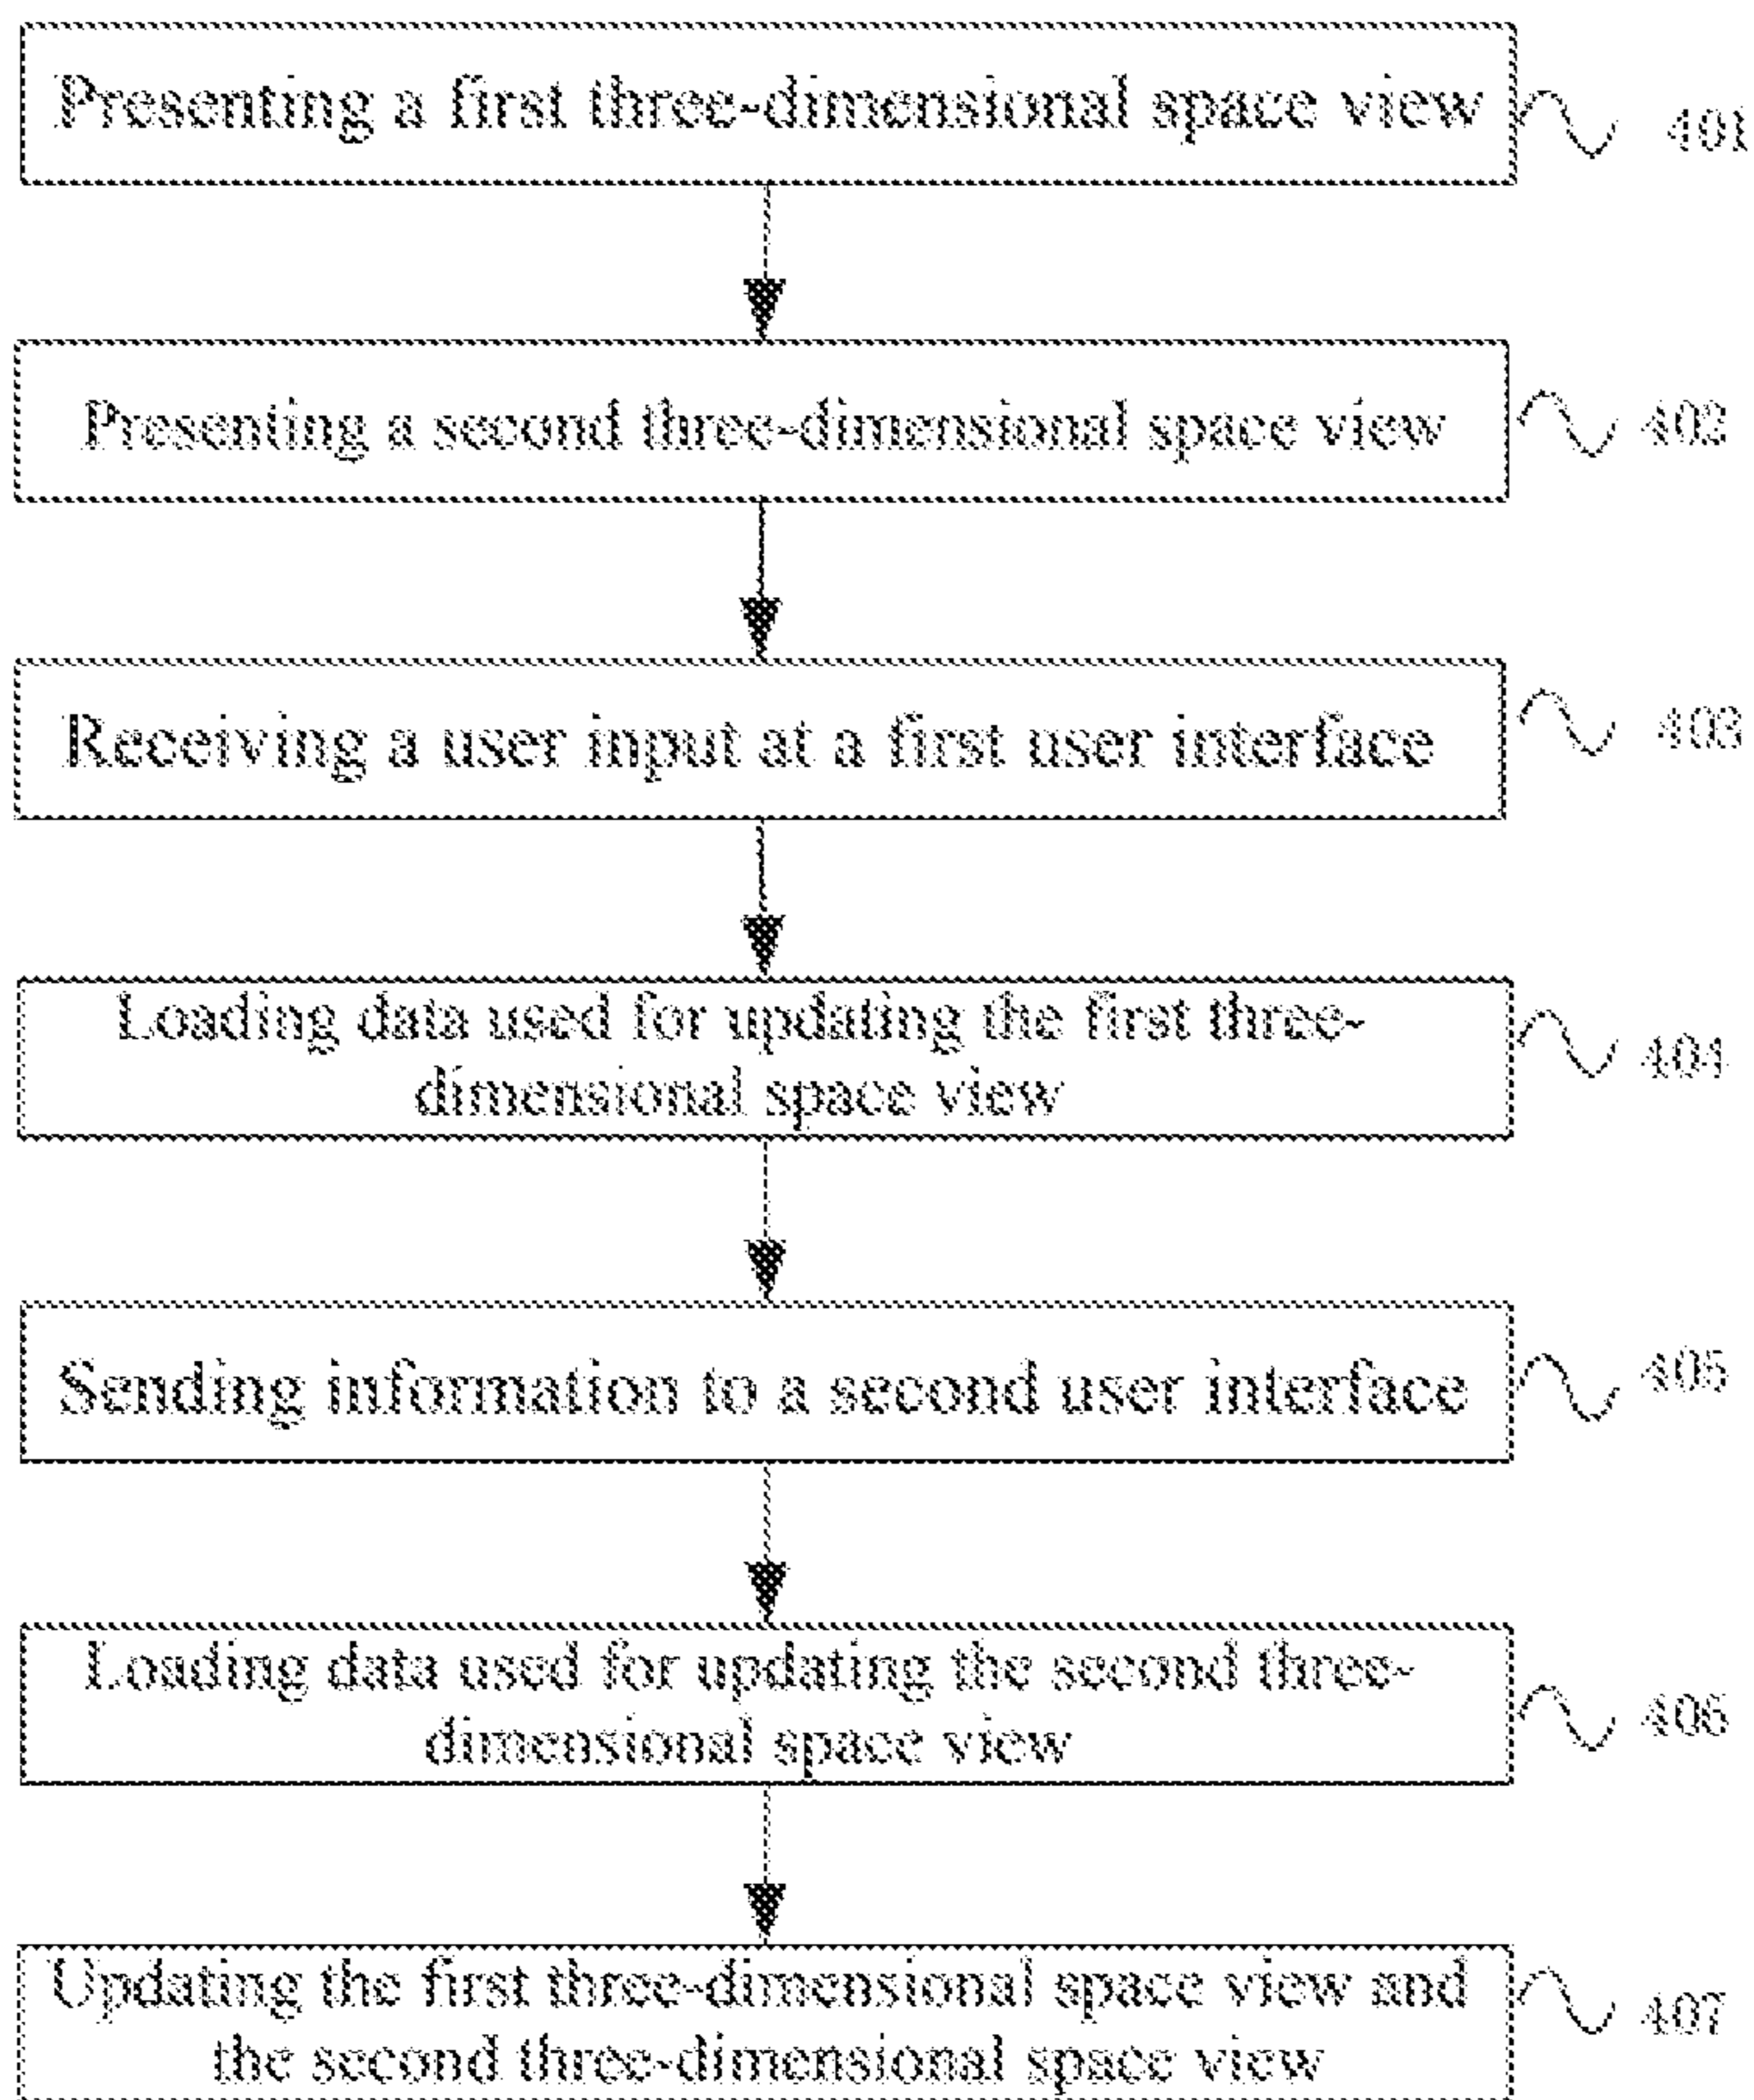 Presenting a first three-dimensional space view
401
Presenting a second three-dimensional space view
402
Receiving a user input at a first user interface
403
Loading data used for updating the first three-
dimensional space view
404
Sending information to a second user interface
405
Loading data used for updating the second three-
dimensional space view
406
Updating the first three-dimensional space view and
the second three-dimensional space view
407